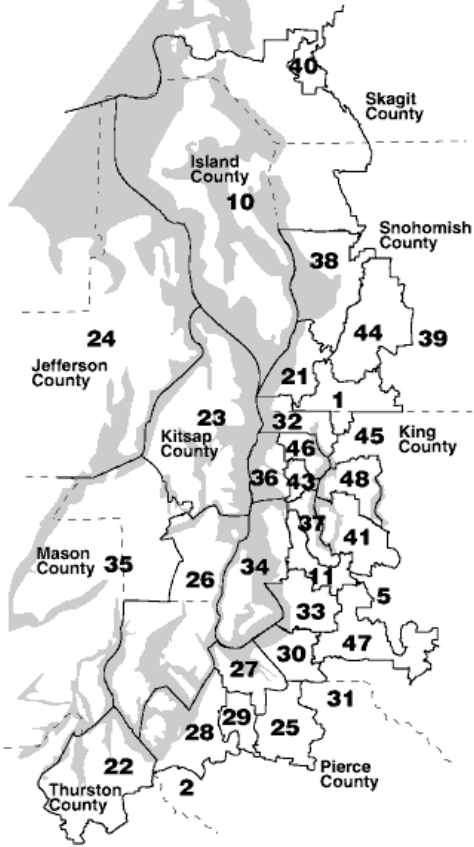 40
Skagit
County
Island
County
10
Snohomish
County
38
24
44
39
Jefferson
County
21
1
23
32
45
King
County
Kitsap
County
46
36
43
48
37
41
Mason
County
35
26
34
11
5
33
47
30
27
31
29
28
25
22
Pierce
County
2
Thurston
County